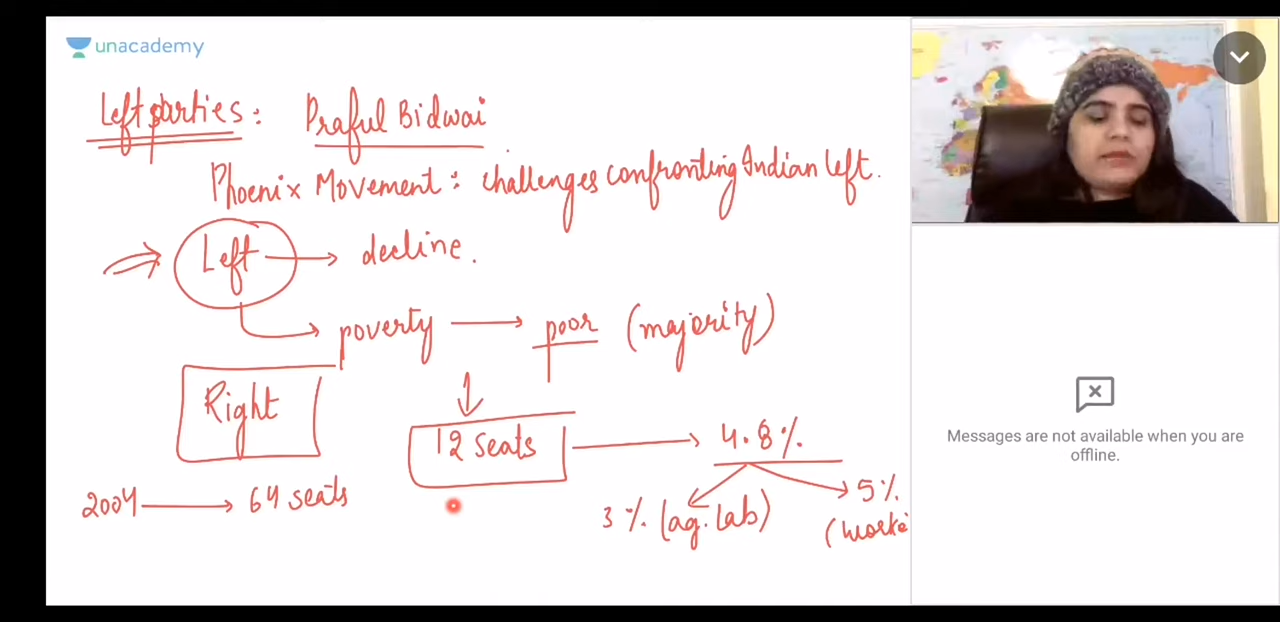 unacademy
Left parties : Praful Bidwai
Phoenix Movement : challenges confronting Indian left.
Left → decline.
poverty → poor (majority)
Right
12 seats → 4.8%
2004 → 64 seats
3% (ag. lab)
5%
(worke
Messages are not available when you are
offline.